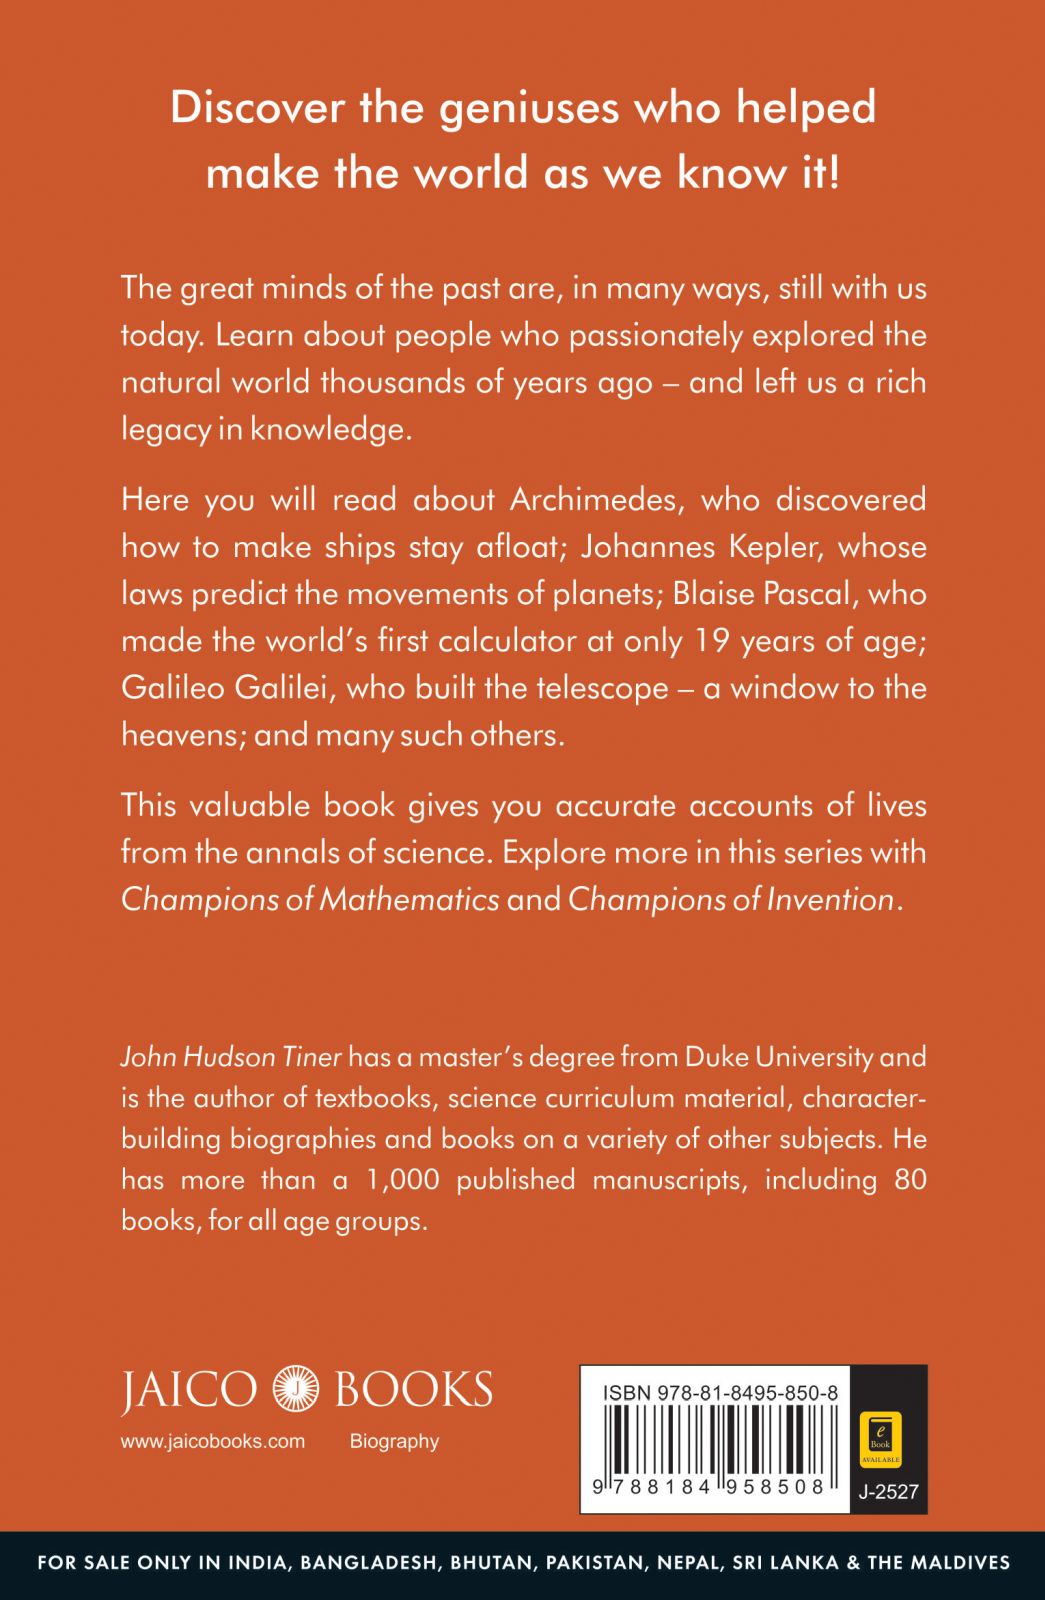 Discover the geniuses who helped
make the world as we know it!
The great minds of the past are, in many ways, still with us
today. Learn about people who passionately explored the
natural world thousands of years ago – and left us a rich
legacy in knowledge.
Here you will read about Archimedes, who discovered
how to make ships stay afloat; Johannes Kepler, whose
laws predict the movements of planets; Blaise Pascal, who
made the world’s first calculator at only 19 years of age;
Galileo Galilei, who built the telescope – a window to the
heavens; and many such others.
This valuable book gives you accurate accounts of lives
from the annals of science. Explore more in this series with
Champions of Mathematics and Champions of Invention.
John Hudson Tiner has a master’s degree from Duke University and
is the author of textbooks, science curriculum material, character-
building biographies and books on a variety of other subjects. He
has more than a 1,000 published manuscripts, including 80
books, for all age groups.
JAICO J BOOKS
www.jaicobooks.com Biography
ISBN 978-81-8495-850-8
9 788184 958508
e
Book
AVAILABLE
J-2527
FOR SALE ONLY IN INDIA, BANGLADESH, BHUTAN, PAKISTAN, NEPAL, SRI LANKA & THE MALDIVES